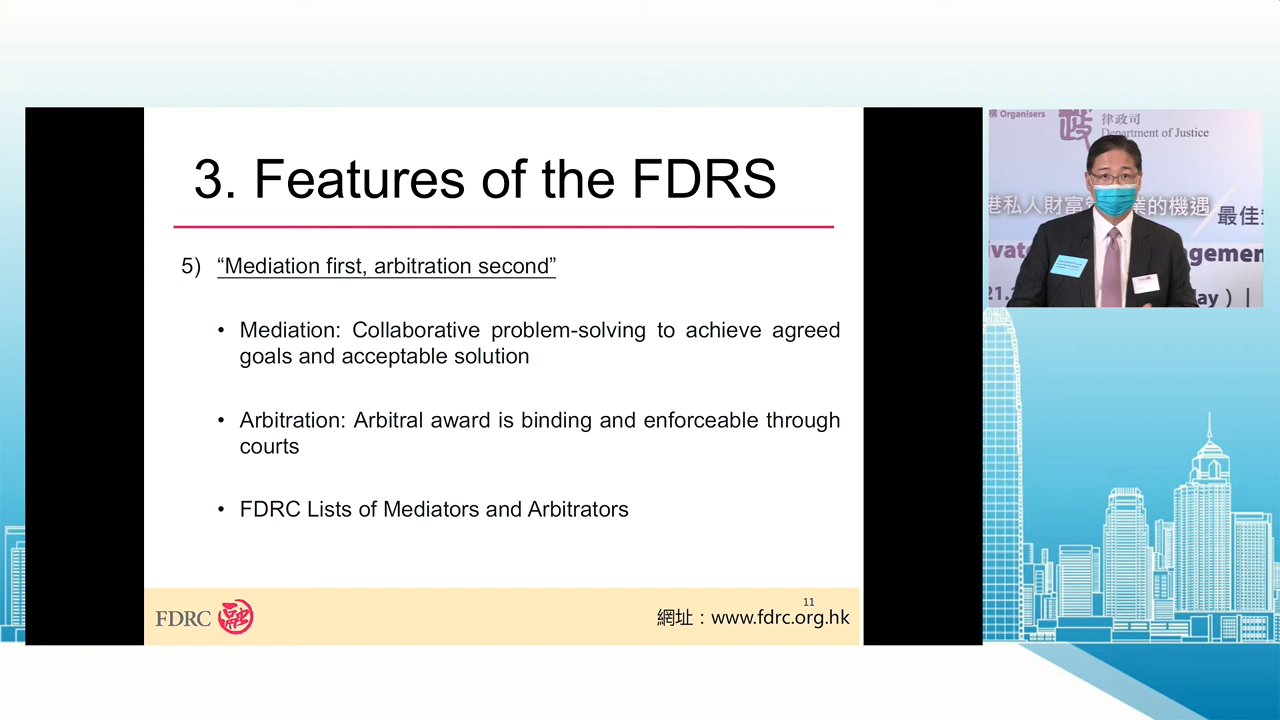 3. Features of the FDRS
5) “Mediation first, arbitration second”
• Mediation: Collaborative problem-solving to achieve agreed
goals and acceptable solution
• Arbitration: Arbitral award is binding and enforceable through
courts
• FDRC Lists of Mediators and Arbitrators
FDRC
11
網址：www.fdrc.org.hk
Organisers
律政司
Department of Justice
港私人財富
業的機遇
最佳